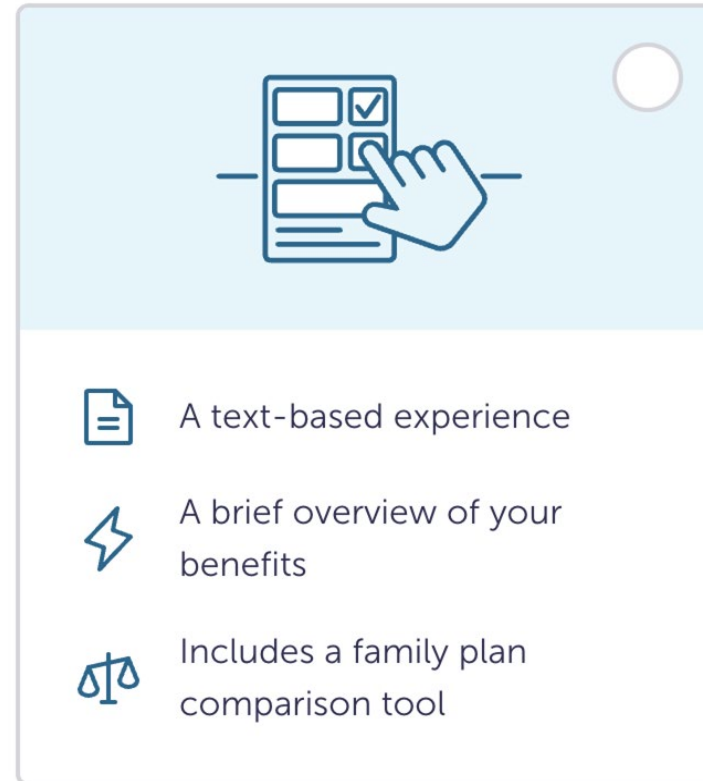 A text-based experience
A brief overview of your
benefits
Includes a family plan
comparison tool